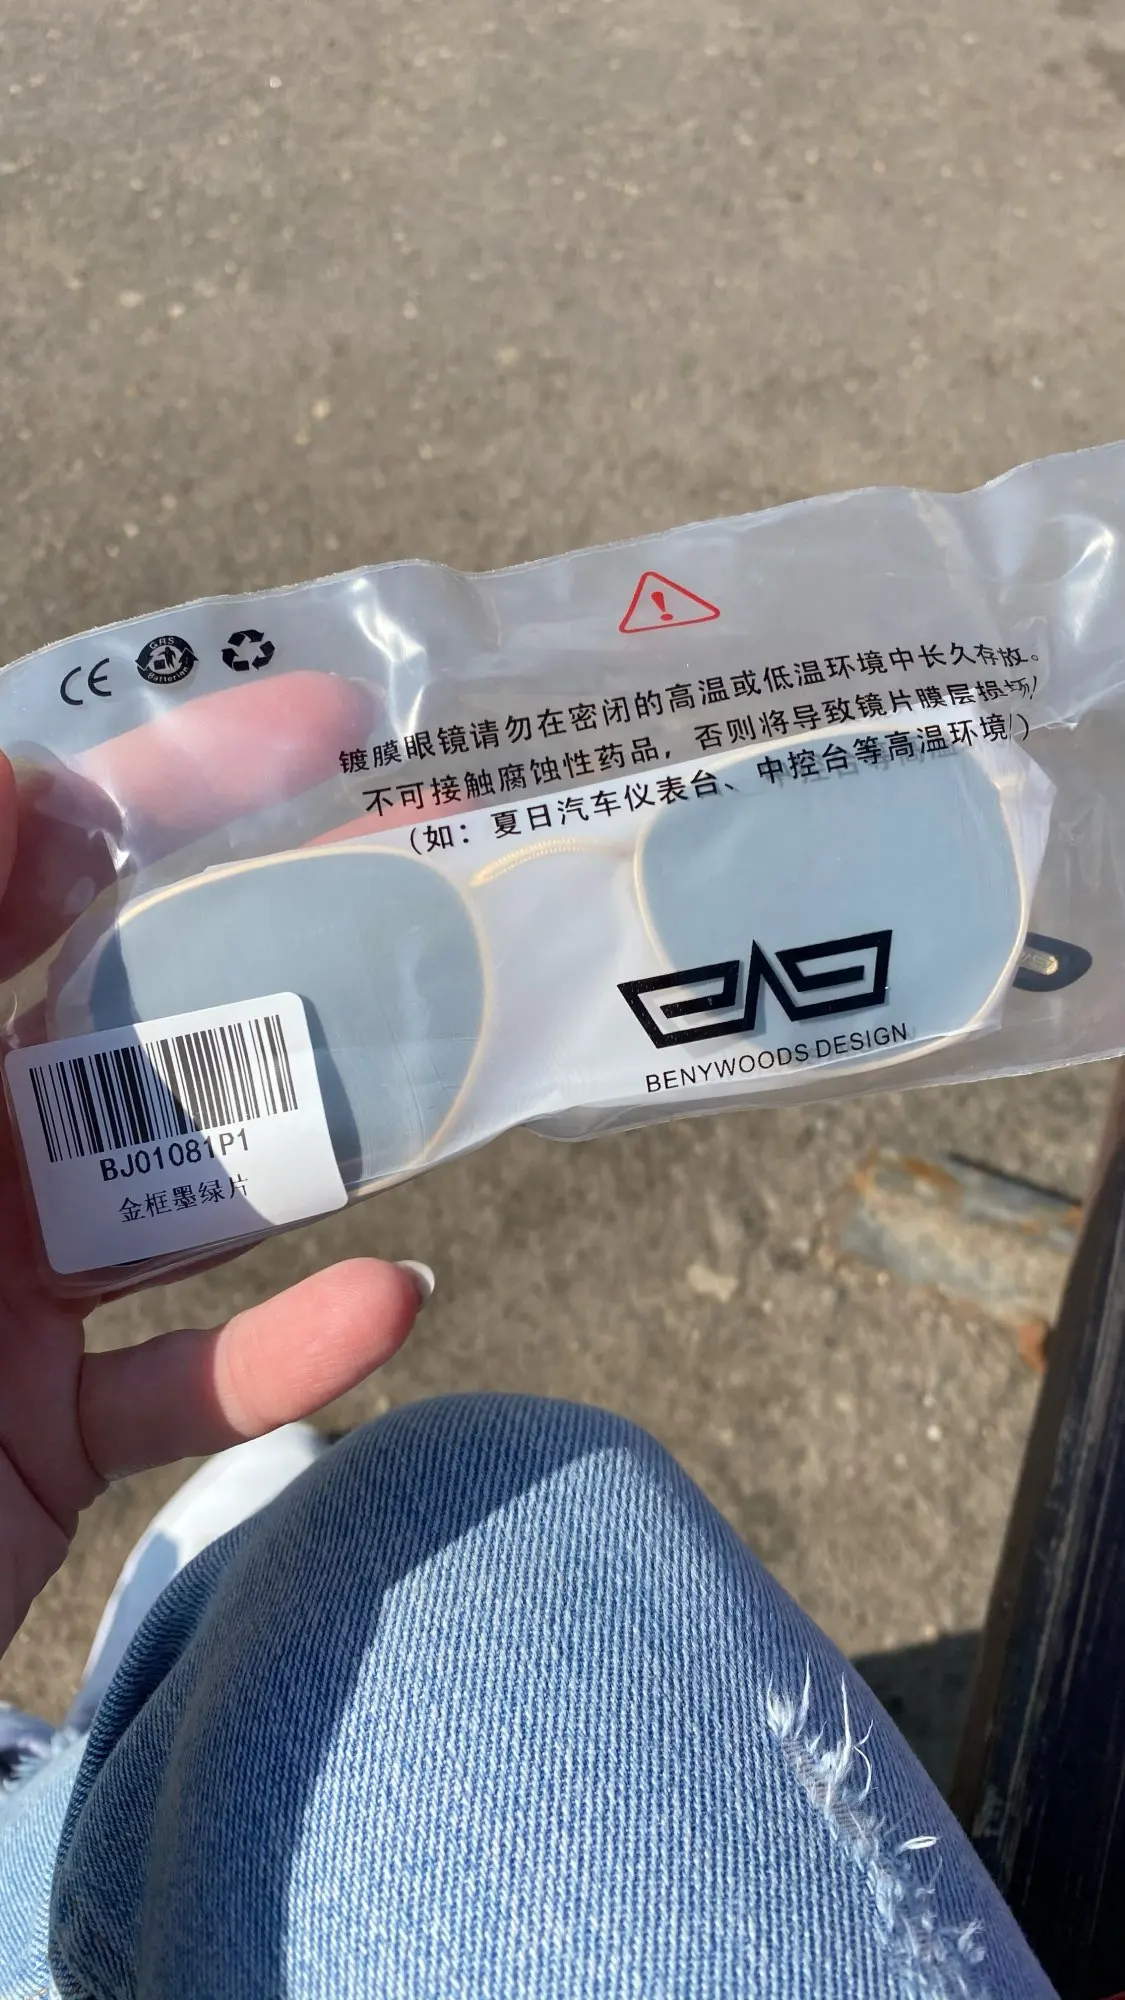 CE
GRS
Batterien
镀膜眼镜请勿在密闭的高温或低温环境中长久存放。
不可接触腐蚀性药品，否则将导致镜片膜层损坏/
（如：夏日汽车仪表台、中控台等高温环境/）
BENYWOODS DESIGN
BJ01081P1
金框墨绿片